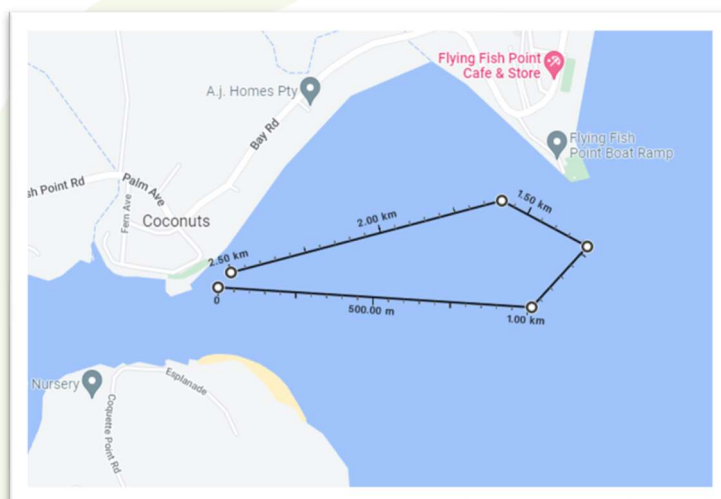 Flying Fish Point
Cafe & Store
A.j. Homes Pty
Flying Fish
Point Boat Ramp
Bay Rd
sh Point Rd
Palm Ave
Fern Ave
Coconuts
1.50 km
2.00 km
2.50 km
0
500.00 m
1.00 km
Nursery
Esplanade
Coquette Point Rd